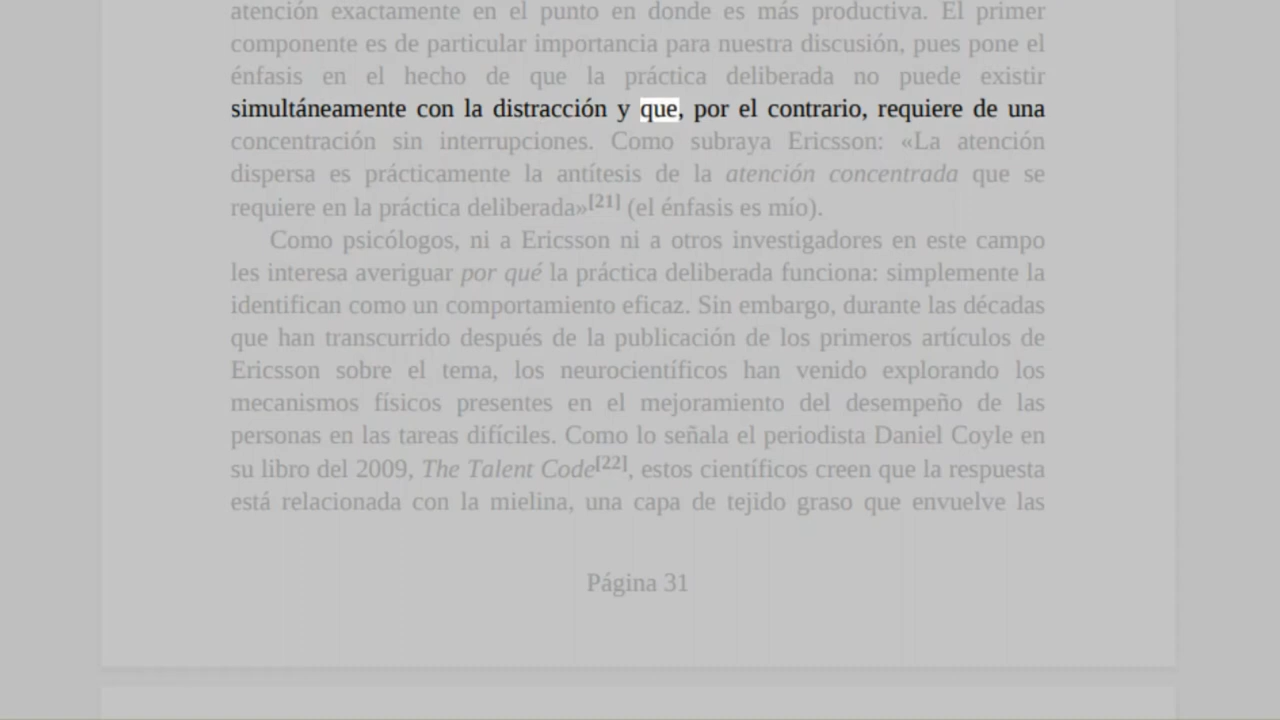 atención exactamente en el punto en donde es más productiva. El primer
componente es de particular importancia para nuestra discusión, pues pone el
énfasis en el hecho de que la práctica deliberada no puede existir
simultáneamente con la distracción y que, por el contrario, requiere de una
concentración sin interrupciones. Como subraya Ericsson: «La atención
dispersa es prácticamente la antítesis de la atención concentrada que se
requiere en la práctica deliberada»[21] (el énfasis es mío).
Como psicólogos, ni a Ericsson ni a otros investigadores en este campo
les interesa averiguar por qué la práctica deliberada funciona: simplemente la
identifican como un comportamiento eficaz. Sin embargo, durante las décadas
que han transcurrido después de la publicación de los primeros artículos de
Ericsson sobre el tema, los neurocientíficos han venido explorando los
mecanismos físicos presentes en el mejoramiento del desempeño de las
personas en las tareas difíciles. Como lo señala el periodista Daniel Coyle en
su libro del 2009, The Talent Code[22], estos científicos creen que la respuesta
está relacionada con la mielina, una capa de tejido graso que envuelve las
Página 31